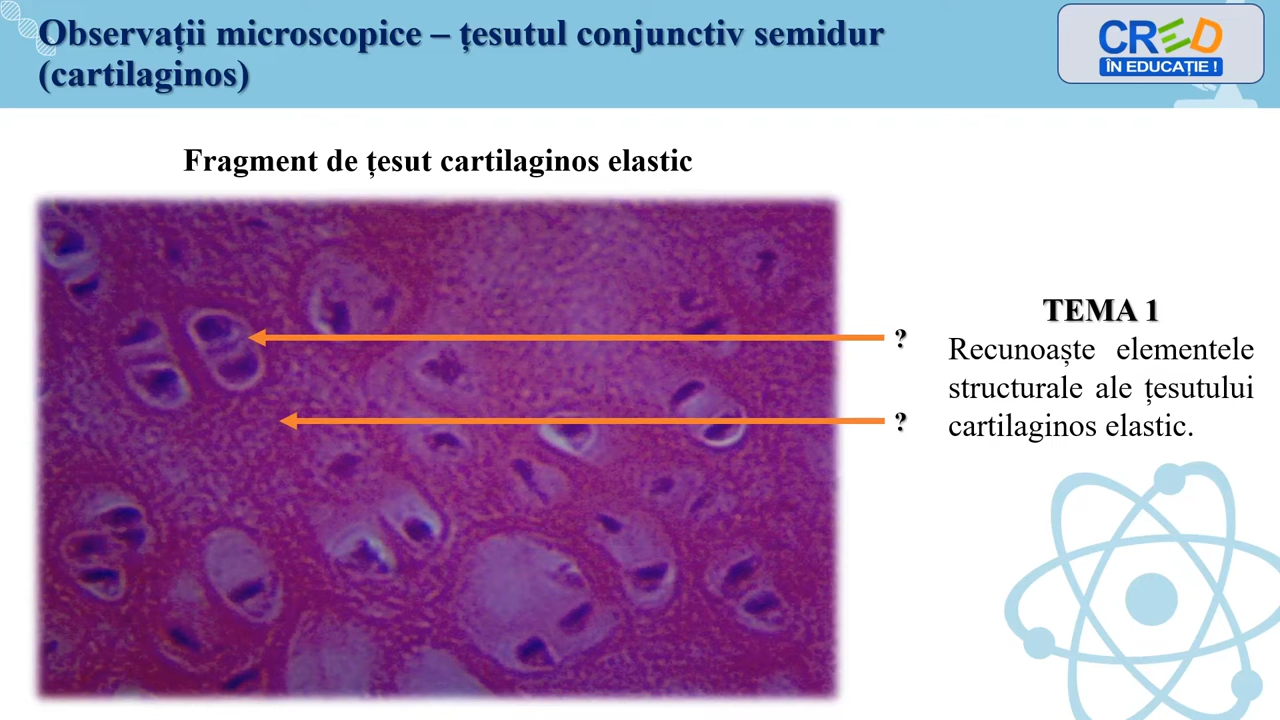 Observații microscopice – țesutul conjunctiv semidur
(cartilaginos)
CRED
ÎN EDUCAȚIE !
Fragment de țesut cartilaginos elastic
?
?
TEMA 1
Recunoaște elementele
structurale ale țesutului
cartilaginos elastic.